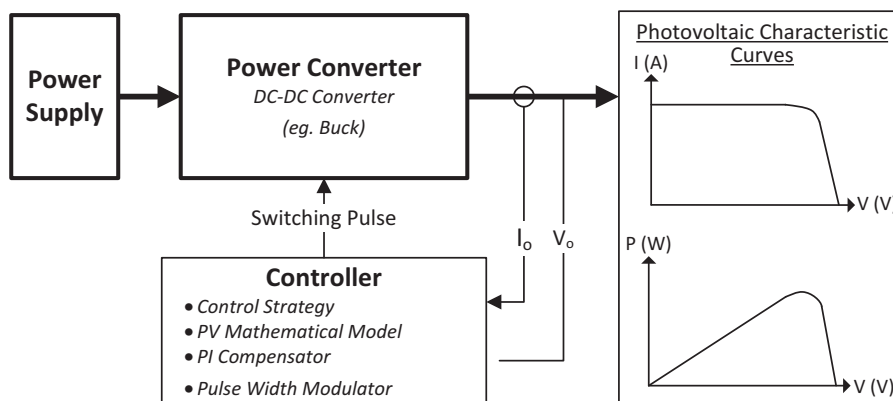 Power
Supply
Power Converter
DC-DC Converter
(eg. Buck)
Switching Pulse
Io
Vo
Controller
• Control Strategy
• PV Mathematical Model
• PI Compensator
• Pulse Width Modulator
Photovoltaic Characteristic
Curves
I (A)
V (V)
P (W)
V (V)